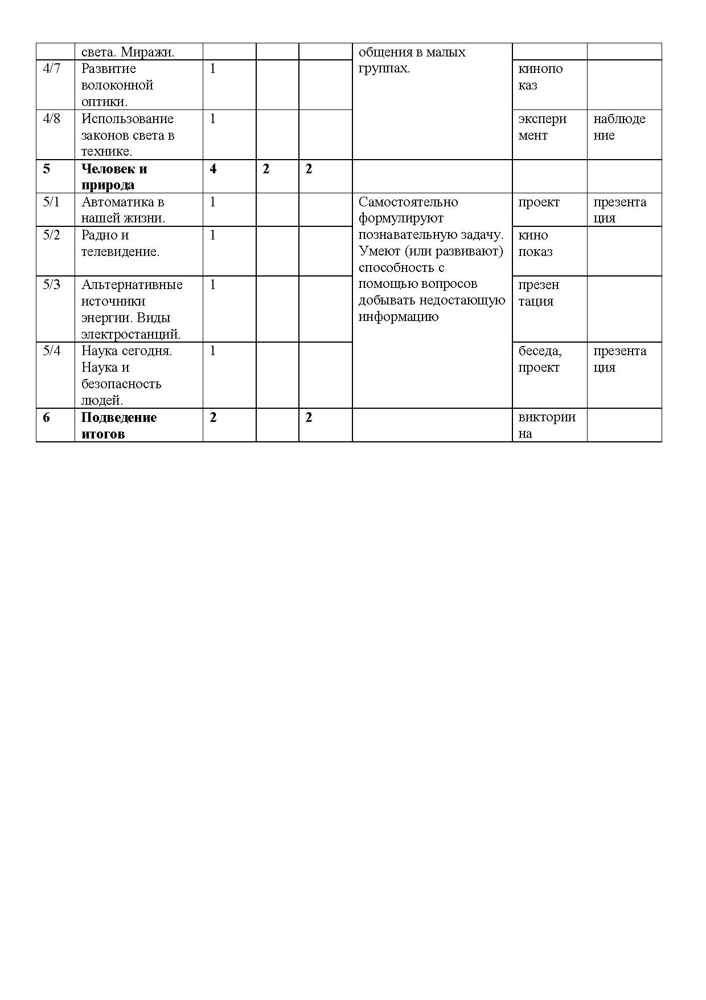 света. Миражи.
общения в малых
группах.
4/7
Развитие
волоконной
оптики.
1
кинопо
каз
4/8
Использование
законов света в
технике.
1
экспери
мент
наблюде
ние
5
Человек и
природа
4
2
2
5/1
Автоматика в
нашей жизни.
1
Самостоятельно
формулируют
познавательную задачу.
Умеют (или развивают)
способность с
помощью вопросов
добывать недостающую
информацию
проект
презента
ция
5/2
Радио и
телевидение.
1
кино
показ
5/3
Альтернативные
источники
энергии. Виды
электростанций.
1
презен
тация
5/4
Наука сегодня.
Наука и
безопасность
людей.
1
беседа,
проект
презента
ция
6
Подведение
итогов
2
2
виктории
на